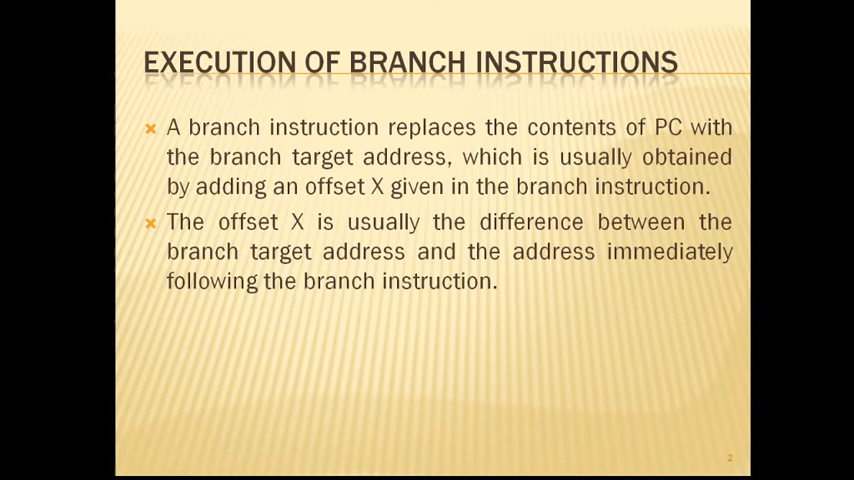 EXECUTION OF BRANCH INSTRUCTIONS
A branch instruction replaces the contents of PC with
the branch target address, which is usually obtained
by adding an offset X given in the branch instruction.
The offset X is usually the difference between the
branch target address and the address immediately
following the branch instruction.
2